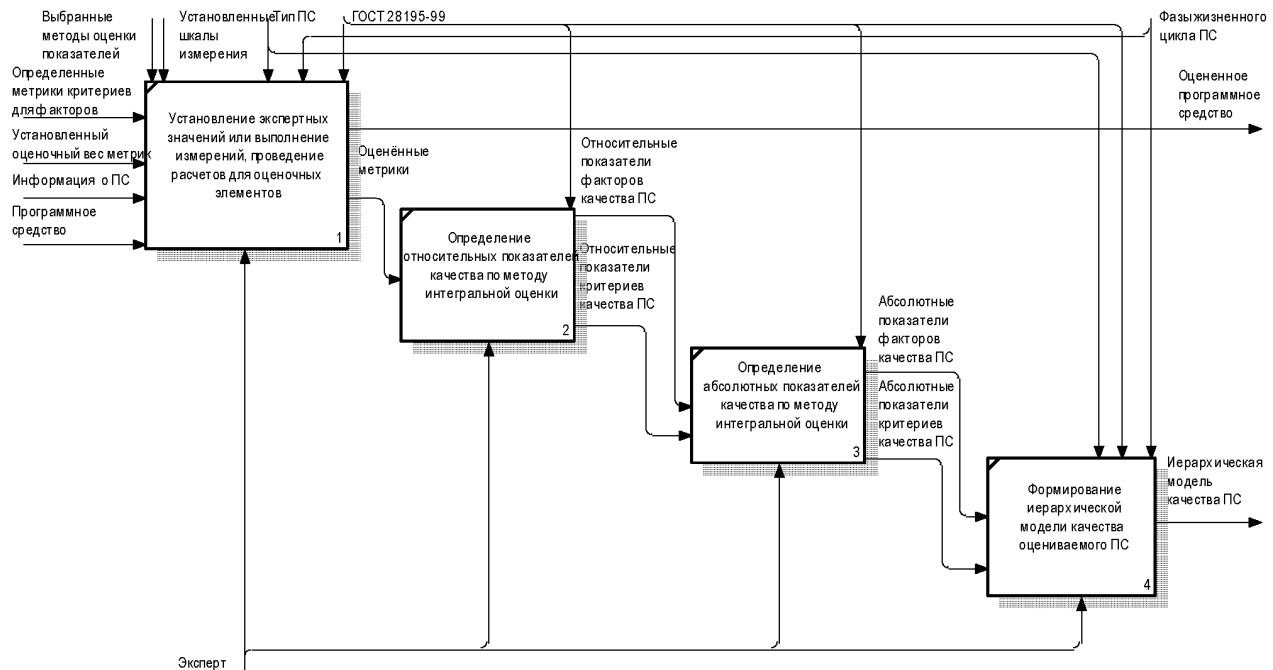 Выбранные
методы оценки
показателей
Установленные
шкалы
измерения
Тип ПС
ГОСТ 28195-99
Фазыжизненного
цикла ПС
Определенные
метрики критериев
дляфакторов
Установленный
оценочный вес метрик
Информация о ПС
Программное
средство
Установление экспертных
значений или выполнение
измерений, проведение
расчетов для оценочных
элементов
1
Оцененное
программное
средство
Оценённые
метрики
Относительные
показатели
факторов
качества ПС
Определение
относительных показателей
качества по методу
интегральной оценки
2
Относительные
показатели
критериев
качества ПС
Определение
абсолютных показателей
качества по методу
интегральной оценки
3
Абсолютные
показатели
факторов
качества ПС
Абсолютные
показатели
критериев
качества ПС
Формирование
иерархической
модели качества
оцениваемого ПС
4
Иерархическая
модель
качества ПС
Эксперт